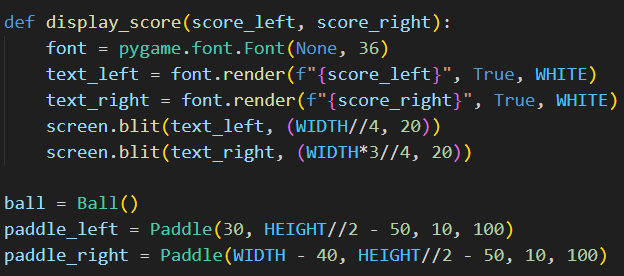 def display_score(score_left, score_right):
    font = pygame.font.Font(None, 36)
    text_left = font.render(f"{score_left}", True, WHITE)
    text_right = font.render(f"{score_right}", True, WHITE)
    screen.blit(text_left, (WIDTH//4, 20))
    screen.blit(text_right, (WIDTH*3//4, 20))

ball = Ball()
paddle_left = Paddle(30, HEIGHT//2 - 50, 10, 100)
paddle_right = Paddle(WIDTH - 40, HEIGHT//2 - 50, 10, 100)